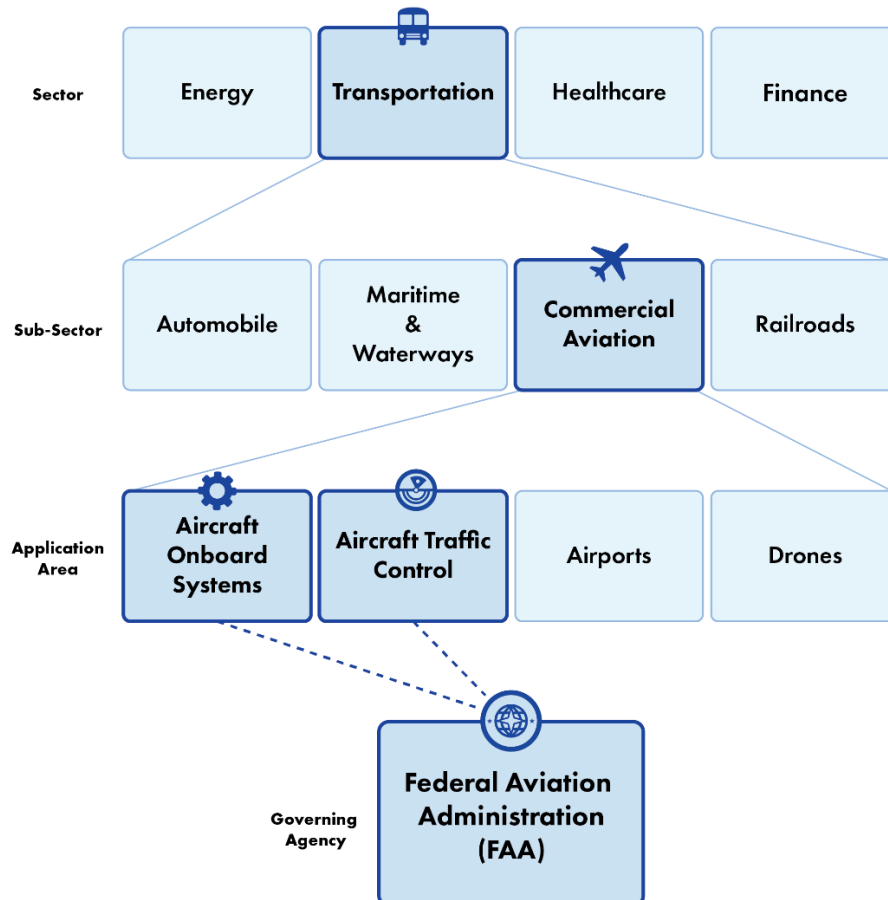 Sector
Energy
Transportation
Healthcare
Finance
Sub-Sector
Automobile
Maritime
&
Waterways
Commercial
Aviation
Railroads
Application
Area
Aircraft
Onboard
Systems
Aircraft Traffic
Control
Airports
Drones
Governing
Agency
Federal Aviation
Administration
(FAA)